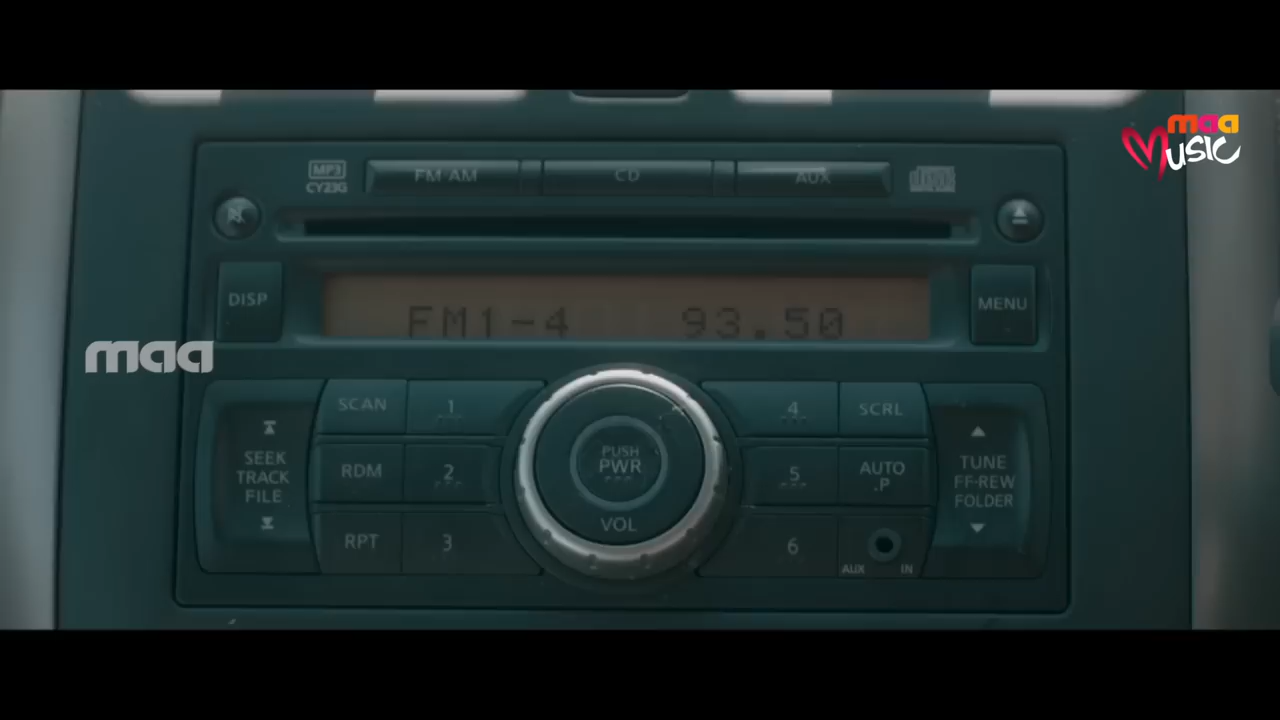 maa
Music
MP3
CY23G
FM AM
CD
AUX
disc
DISP
FM1-4 93.50
MENU
maa
SCAN
1
4
SCRL
SEEK
TRACK
FILE
RDM
2
PUSH
PWR
5
AUTO
.P
TUNE
FF-REW
FOLDER
VOL
RPT
3
6
AUX IN